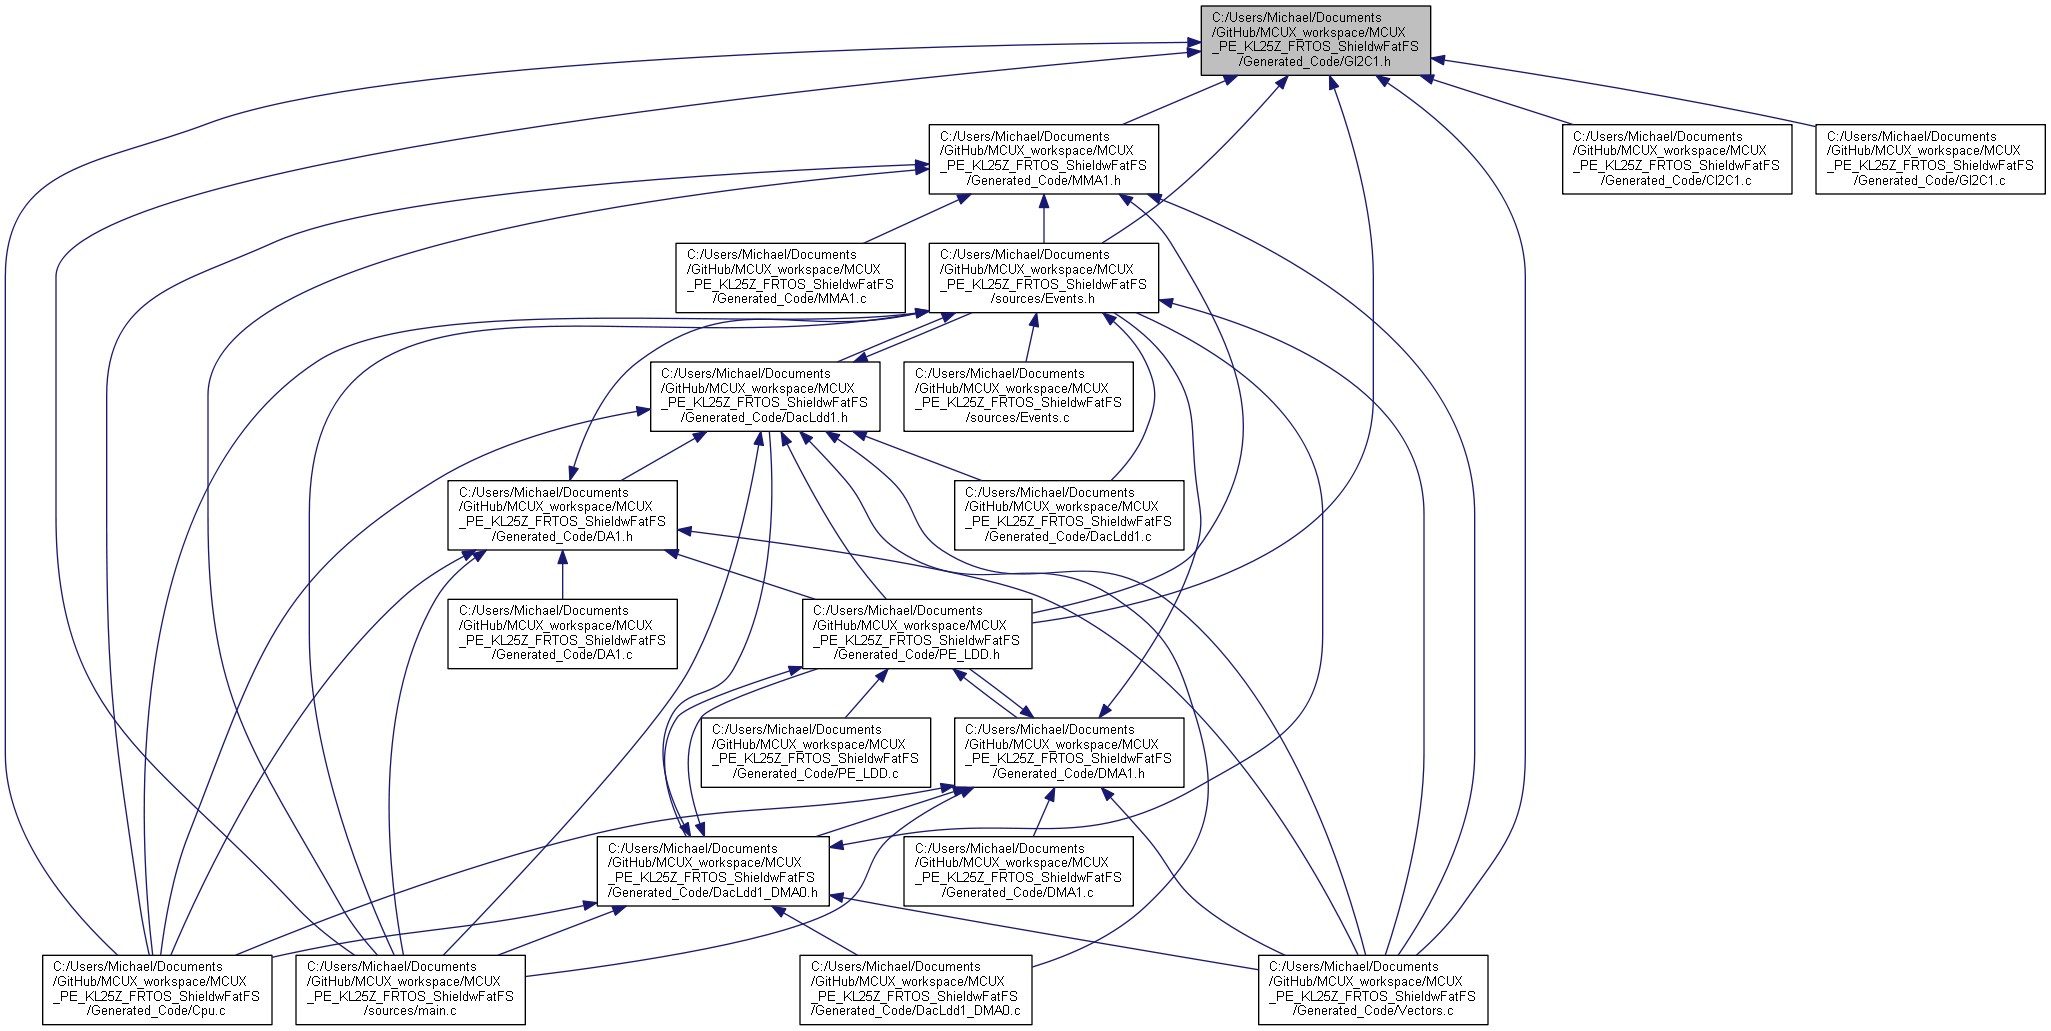 C:/Users/Michael/Documents
/GitHub/MCUX_workspace/MCUX
_PE_KL25Z_FRTOS_ShieldwFatFS
/Generated_Code/GI2C1.h
C:/Users/Michael/Documents
/GitHub/MCUX_workspace/MCUX
_PE_KL25Z_FRTOS_ShieldwFatFS
/Generated_Code/MMA1.h
C:/Users/Michael/Documents
/GitHub/MCUX_workspace/MCUX
_PE_KL25Z_FRTOS_ShieldwFatFS
/Generated_Code/CI2C1.c
C:/Users/Michael/Documents
/GitHub/MCUX_workspace/MCUX
_PE_KL25Z_FRTOS_ShieldwFatFS
/Generated_Code/GI2C1.c
C:/Users/Michael/Documents
/GitHub/MCUX_workspace/MCUX
_PE_KL25Z_FRTOS_ShieldwFatFS
/Generated_Code/MMA1.c
C:/Users/Michael/Documents
/GitHub/MCUX_workspace/MCUX
_PE_KL25Z_FRTOS_ShieldwFatFS
/sources/Events.h
C:/Users/Michael/Documents
/GitHub/MCUX_workspace/MCUX
_PE_KL25Z_FRTOS_ShieldwFatFS
/Generated_Code/DacLdd1.h
C:/Users/Michael/Documents
/GitHub/MCUX_workspace/MCUX
_PE_KL25Z_FRTOS_ShieldwFatFS
/sources/Events.c
C:/Users/Michael/Documents
/GitHub/MCUX_workspace/MCUX
_PE_KL25Z_FRTOS_ShieldwFatFS
/Generated_Code/DA1.h
C:/Users/Michael/Documents
/GitHub/MCUX_workspace/MCUX
_PE_KL25Z_FRTOS_ShieldwFatFS
/Generated_Code/DacLdd1.c
C:/Users/Michael/Documents
/GitHub/MCUX_workspace/MCUX
_PE_KL25Z_FRTOS_ShieldwFatFS
/Generated_Code/DA1.c
C:/Users/Michael/Documents
/GitHub/MCUX_workspace/MCUX
_PE_KL25Z_FRTOS_ShieldwFatFS
/Generated_Code/PE_LDD.h
C:/Users/Michael/Documents
/GitHub/MCUX_workspace/MCUX
_PE_KL25Z_FRTOS_ShieldwFatFS
/Generated_Code/PE_LDD.c
C:/Users/Michael/Documents
/GitHub/MCUX_workspace/MCUX
_PE_KL25Z_FRTOS_ShieldwFatFS
/Generated_Code/DMA1.h
C:/Users/Michael/Documents
/GitHub/MCUX_workspace/MCUX
_PE_KL25Z_FRTOS_ShieldwFatFS
/Generated_Code/DacLdd1_DMA0.h
C:/Users/Michael/Documents
/GitHub/MCUX_workspace/MCUX
_PE_KL25Z_FRTOS_ShieldwFatFS
/Generated_Code/DMA1.c
C:/Users/Michael/Documents
/GitHub/MCUX_workspace/MCUX
_PE_KL25Z_FRTOS_ShieldwFatFS
/Generated_Code/Cpu.c
C:/Users/Michael/Documents
/GitHub/MCUX_workspace/MCUX
_PE_KL25Z_FRTOS_ShieldwFatFS
/sources/main.c
C:/Users/Michael/Documents
/GitHub/MCUX_workspace/MCUX
_PE_KL25Z_FRTOS_ShieldwFatFS
/Generated_Code/DacLdd1_DMA0.c
C:/Users/Michael/Documents
/GitHub/MCUX_workspace/MCUX
_PE_KL25Z_FRTOS_ShieldwFatFS
/Generated_Code/Vectors.c